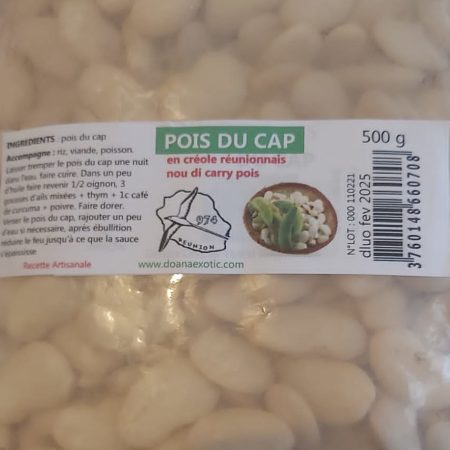 INGREDIENTS : pois du cap
Accompagne : riz, viande, poisson.
Laisser tremper le pois du cap une nuit
dans l'eau, faire cuire. Dans un peu
d'huile faire revenir 1/2 oignon, 3
gousses d'ails mixées + thym + 1c café
de curcuma + poivre. Faire dorer.
verser le pois du cap, rajouter un peu
d'eau si necessaire, après ébullition
réduire le feu jusqu'à ce que la sauce
s'épaississe
Recette Artisanale
POIS DU CAP
en créole réunionnais
nou di carry pois
974
REUNION
www.doanaexotic.com
500 g
N°LOT : 000 110221
dluo fev 2025
3760148660708